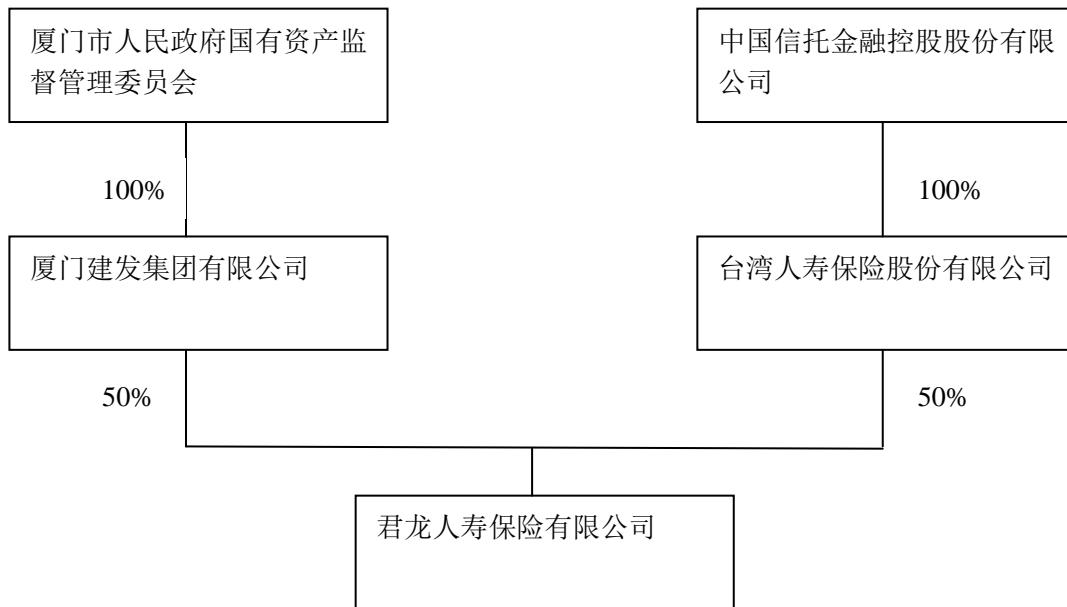 厦门市人民政府国有资产监
督管理委员会
中国信托金融控股股份有限
公司
100%
100%
厦门建发集团有限公司
台湾人寿保险股份有限公司
50%
50%
君龙人寿保险有限公司